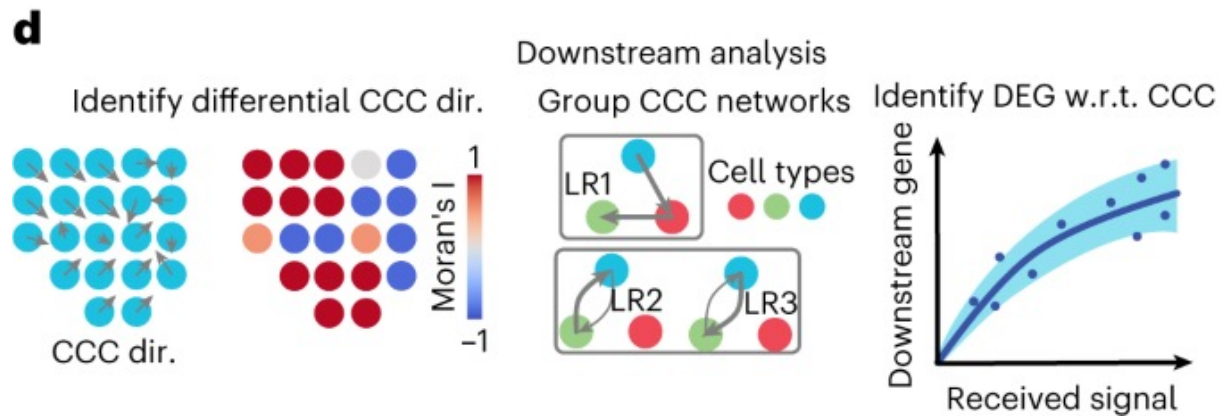 d
Downstream analysis
Identify differential CCC dir.
Group CCC networks
Identify DEG w.r.t. CCC
1
Moran's I
−1
CCC dir.
LR1
Cell types
LR2
LR3
Downstream gene
Received signal